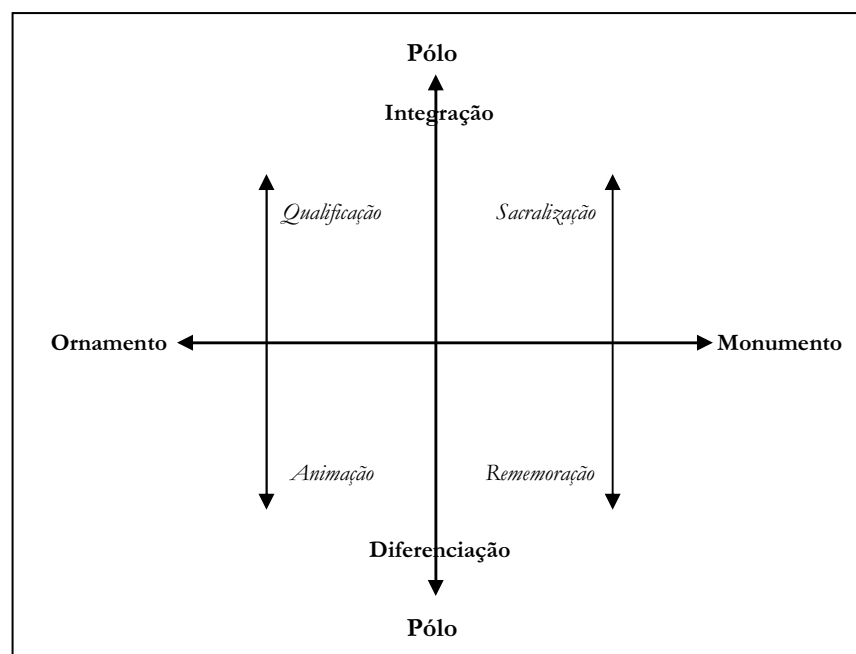 Pólo
Integração
Qualificação Sacralização
Ornamento Monumento
Animação Rememoração
Diferenciação
Pólo